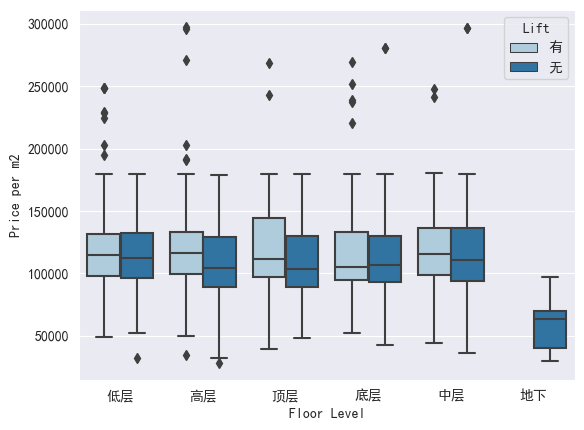 300000
250000
200000
150000
100000
50000
Price per m2
Lift
有
无
低层
高层
顶层
底层
中层
地下
Floor Level